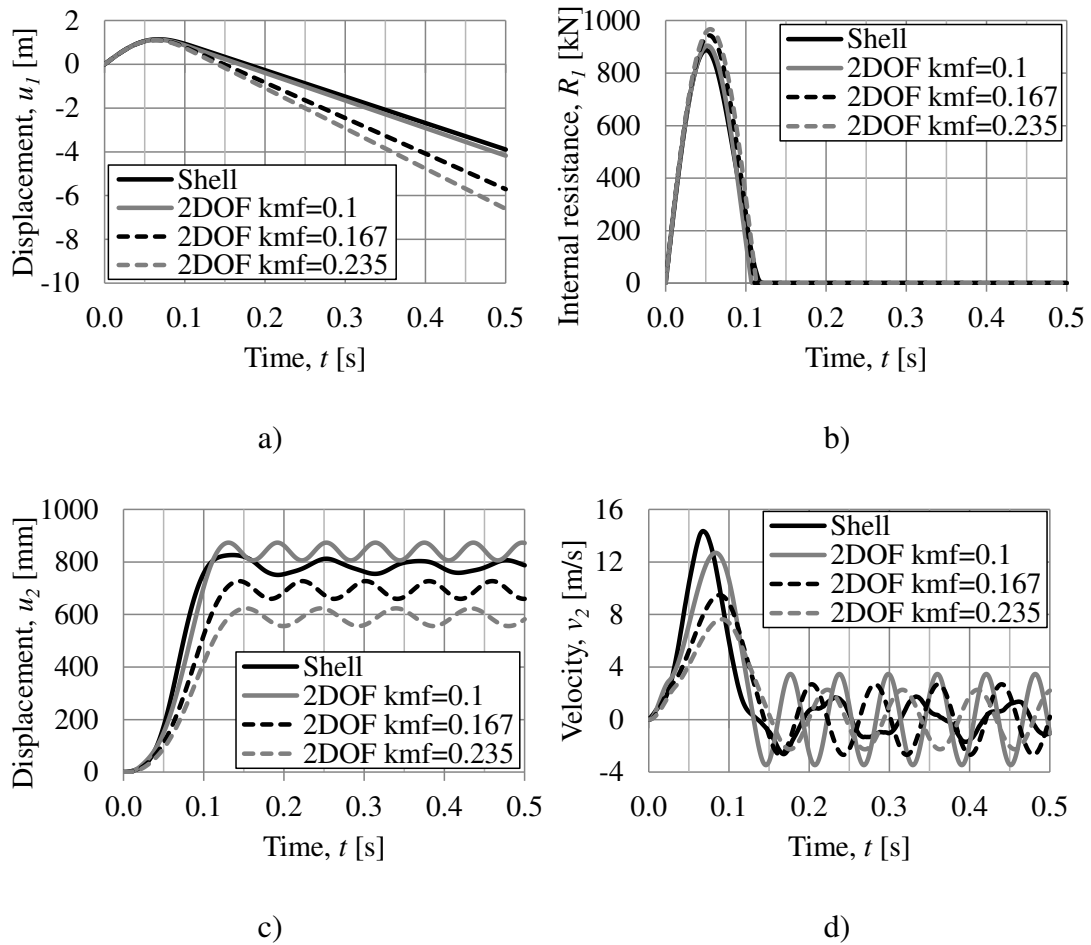 Displacement, u1 [m]
2
0
-2
-4
-6
-8
-10
Shell
2DOF kmf=0.1
2DOF kmf=0.167
2DOF kmf=0.235
0.0 0.1 0.2 0.3 0.4 0.5
Time, t [s]
a)
Internal resistance, R1 [kN]
1000
800
600
400
200
0
Shell
2DOF kmf=0.1
2DOF kmf=0.167
2DOF kmf=0.235
0.0 0.1 0.2 0.3 0.4 0.5
Time, t [s]
b)
Displacement, u2 [mm]
1000
800
600
400
200
0
Shell
2DOF kmf=0.1
2DOF kmf=0.167
2DOF kmf=0.235
0.0 0.1 0.2 0.3 0.4 0.5
Time, t [s]
c)
Velocity, v2 [m/s]
16
12
8
4
0
-4
Shell
2DOF kmf=0.1
2DOF kmf=0.167
2DOF kmf=0.235
0.0 0.1 0.2 0.3 0.4 0.5
Time, t [s]
d)